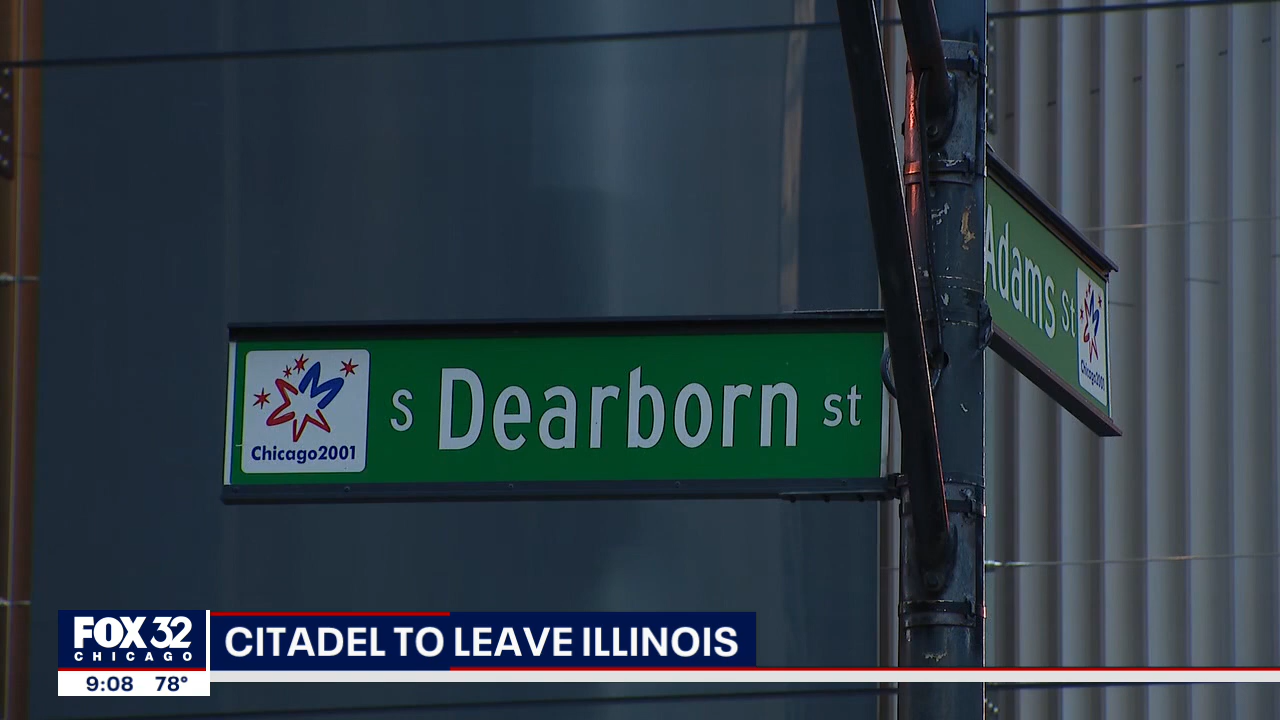 S Dearborn st
Chicago2001
Adams st
Chicago2001
FOX 32
CHICAGO
CITADEL TO LEAVE ILLINOIS
9:08 78°